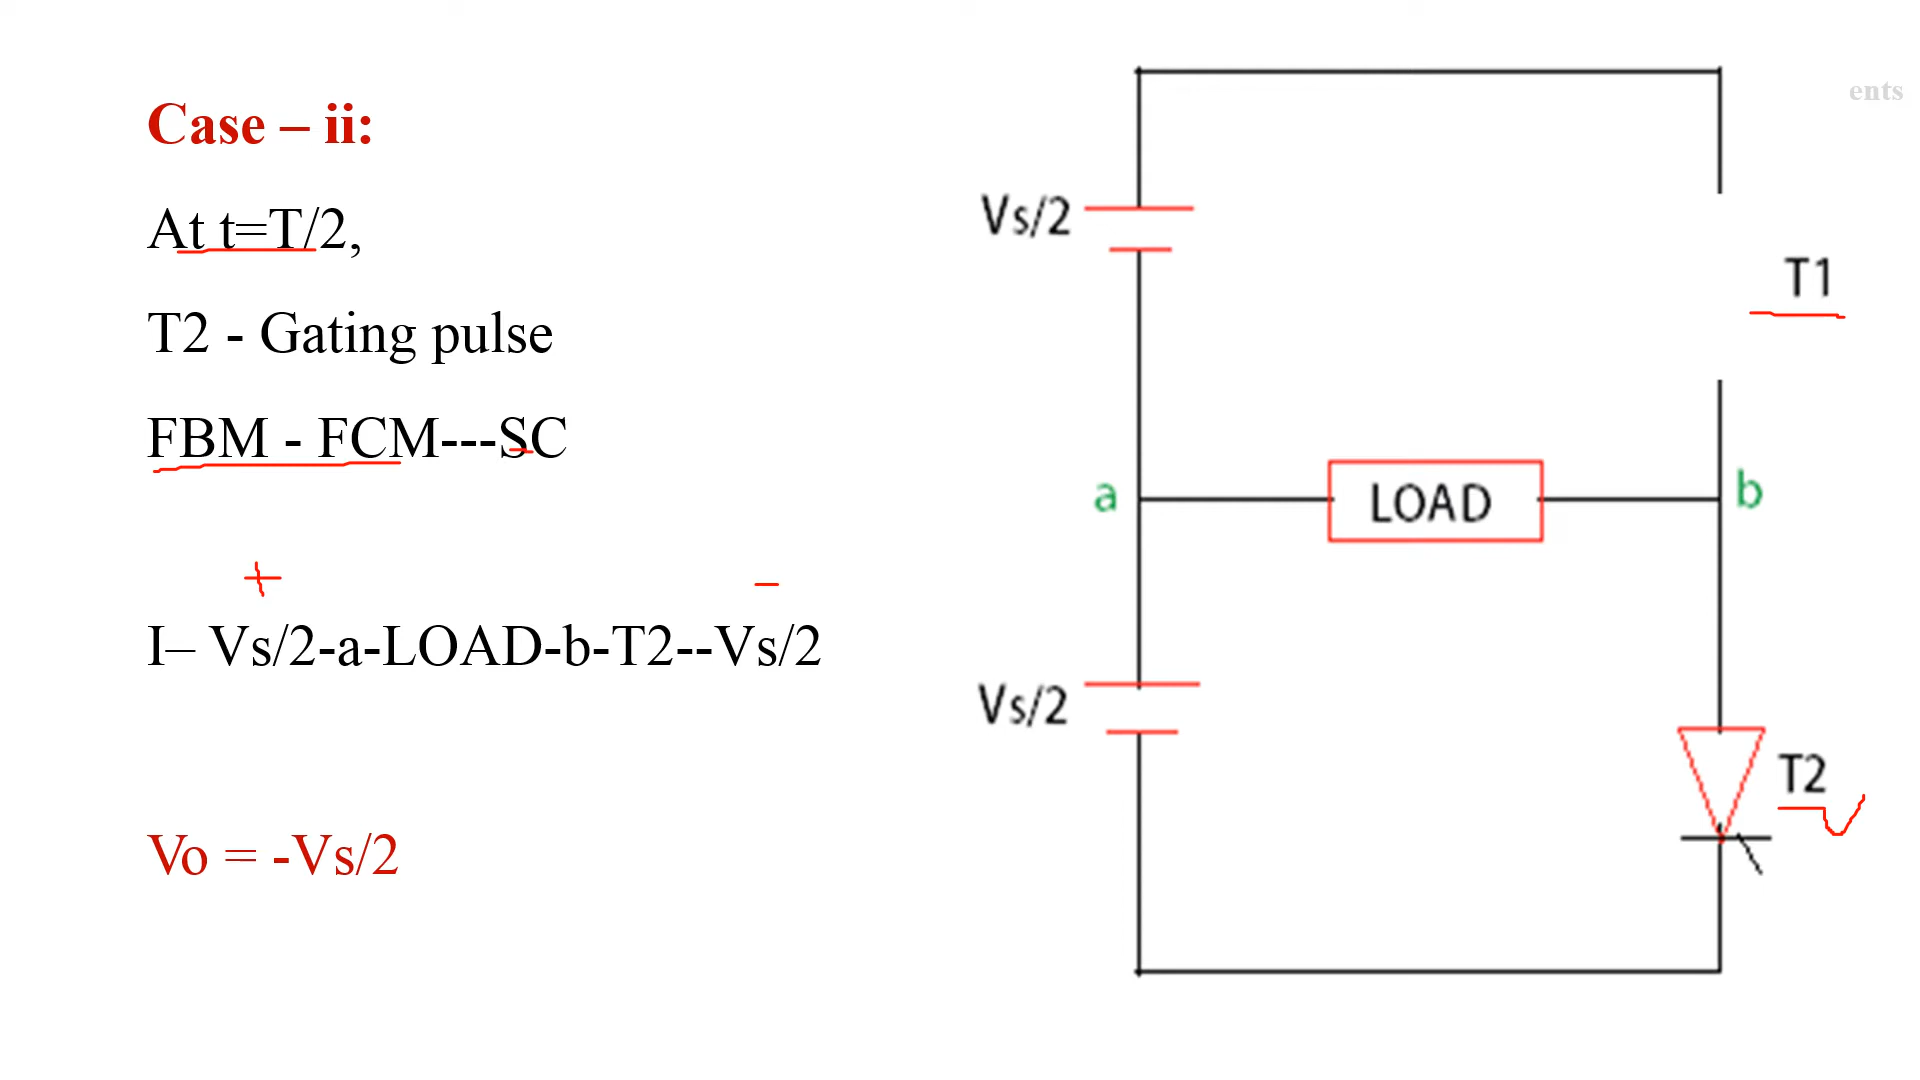 Case – ii:
At t=T/2,
T2 - Gating pulse
FBM - FCM---SC
+ –
I– Vs/2-a-LOAD-b-T2--Vs/2
Vo = -Vs/2
ents
Vs/2
T1
a
LOAD
b
Vs/2
T2